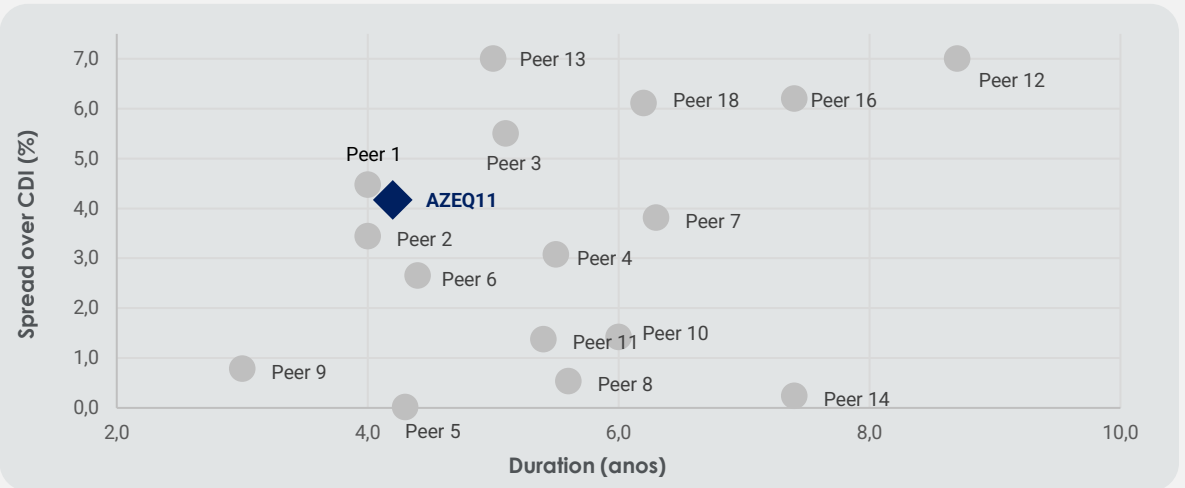 7,0
6,0
5,0
4,0
3,0
2,0
1,0
0,0
Spread over CDI (%)
Peer 13
Peer 12
Peer 18
Peer 16
Peer 1
Peer 3
AZEQ11
Peer 7
Peer 2
Peer 4
Peer 6
Peer 10
Peer 11
Peer 9
Peer 8
Peer 14
Peer 5
2,0
4,0
6,0
8,0
10,0
Duration (anos)